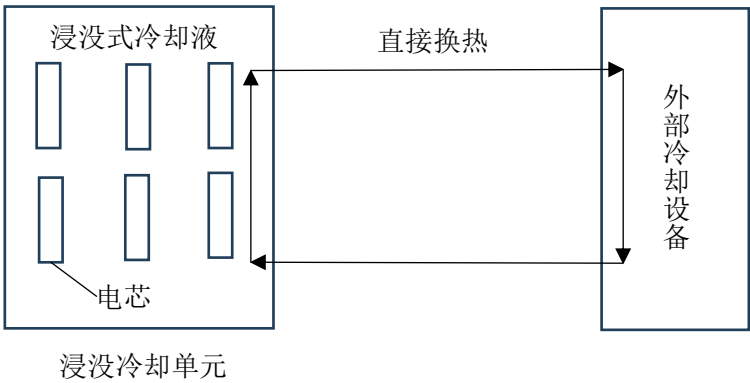 浸没式冷却液
直接换热
外部冷却设备
电芯
浸没冷却单元